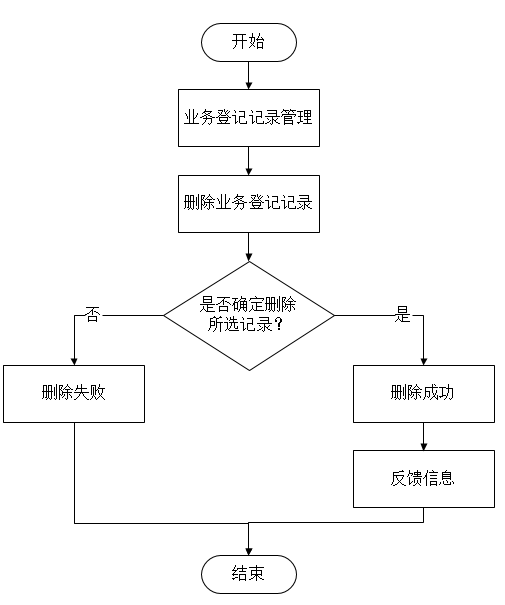 开始
业务登记记录管理
删除业务登记记录
是否确定删除
所选记录?
否
是
删除失败
删除成功
反馈信息
结束